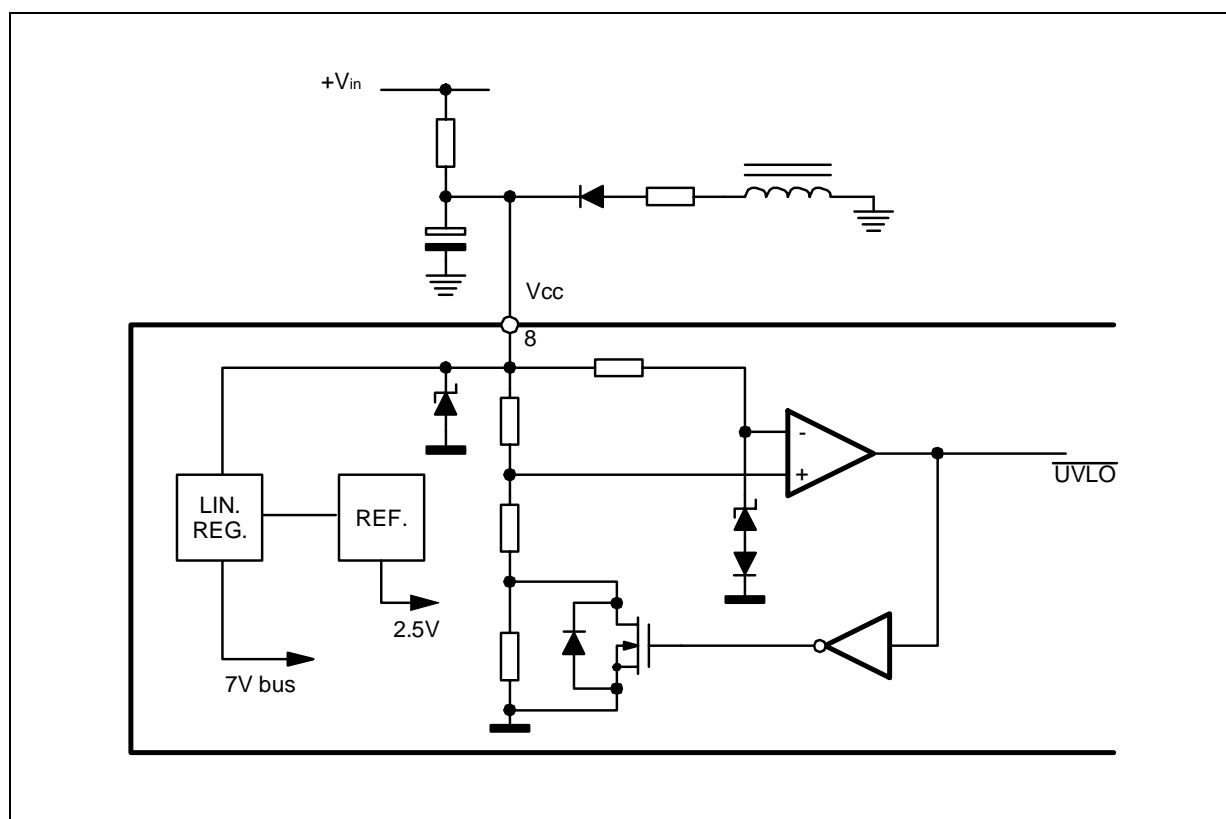 +Vin
Vcc
8
-
+
UVLO
LIN.
REG.
REF.
2.5V
7V bus